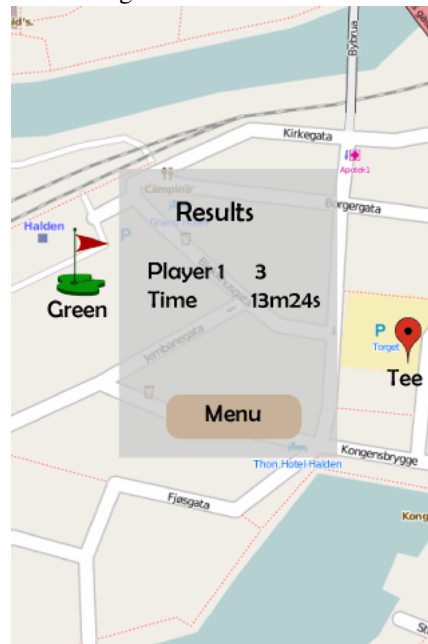 Bybrua
Kirkegata
Apotek1
Borgergata
Results
Halden
Player 1 3
Time 13m24s
Green
P
Jernbanegata
P
Torget
Tee
Menu
Kongensbrygge
Thon Hotel Halden
Fjøsgata
Kong